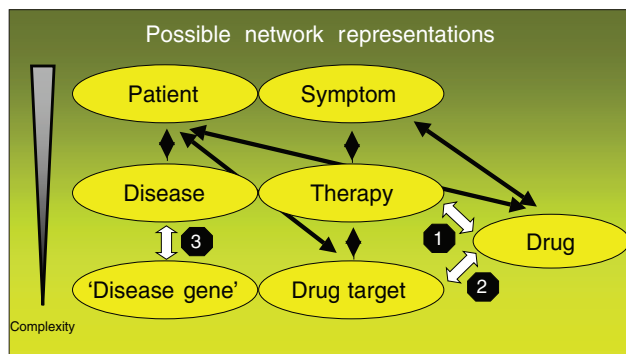 Possible network representations
Patient
Symptom
Disease
Therapy
1
Drug
3
2
'Disease gene'
Drug target
Complexity